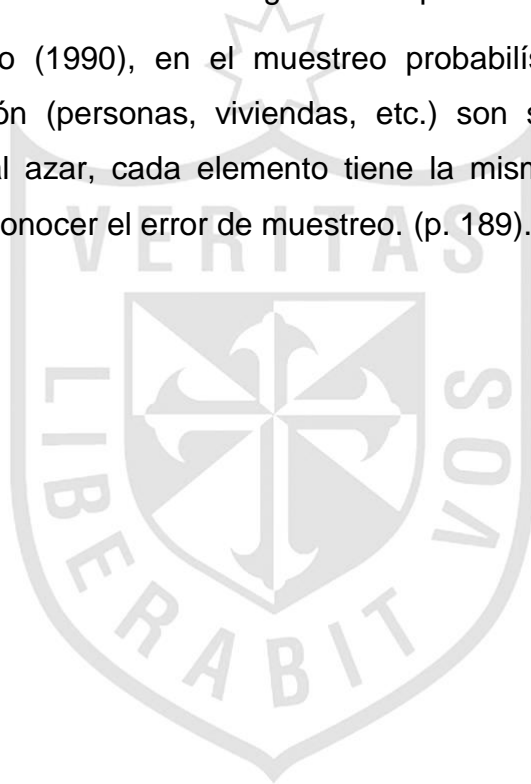 o (1990), en el muestreo probabilís
ón (personas, viviendas, etc.) son s
al azar, cada elemento tiene la mism
onocer el error de muestreo. (p. 189).
VERITAS
LIBERABIT VOS